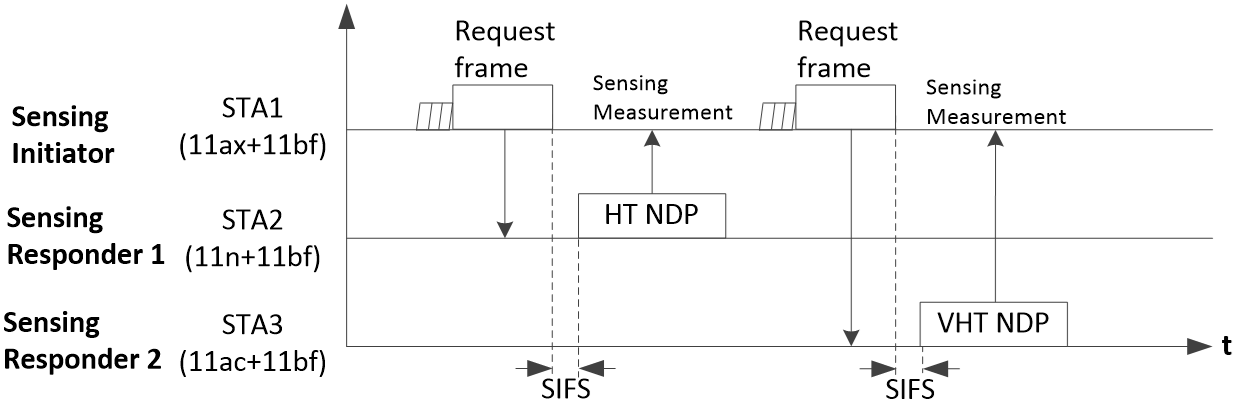 Request
frame
Sensing
Measurement
Request
frame
Sensing
Measurement
Sensing
Initiator
STA1
(11ax+11bf)
Sensing
Responder 1
STA2
(11n+11bf)
HT NDP
Sensing
Responder 2
STA3
(11ac+11bf)
VHT NDP
t
SIFS
SIFS